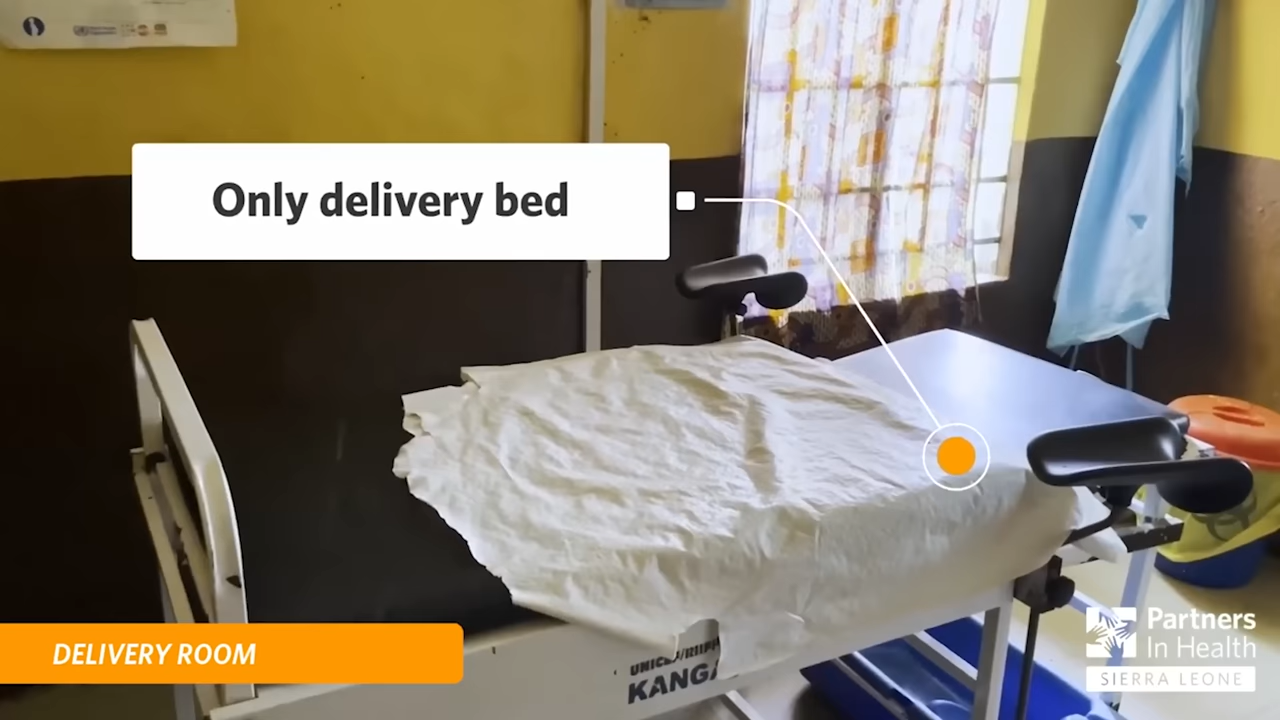 Only delivery bed
DELIVERY ROOM
KANGA
Partners
In Health
SIERRA LEONE